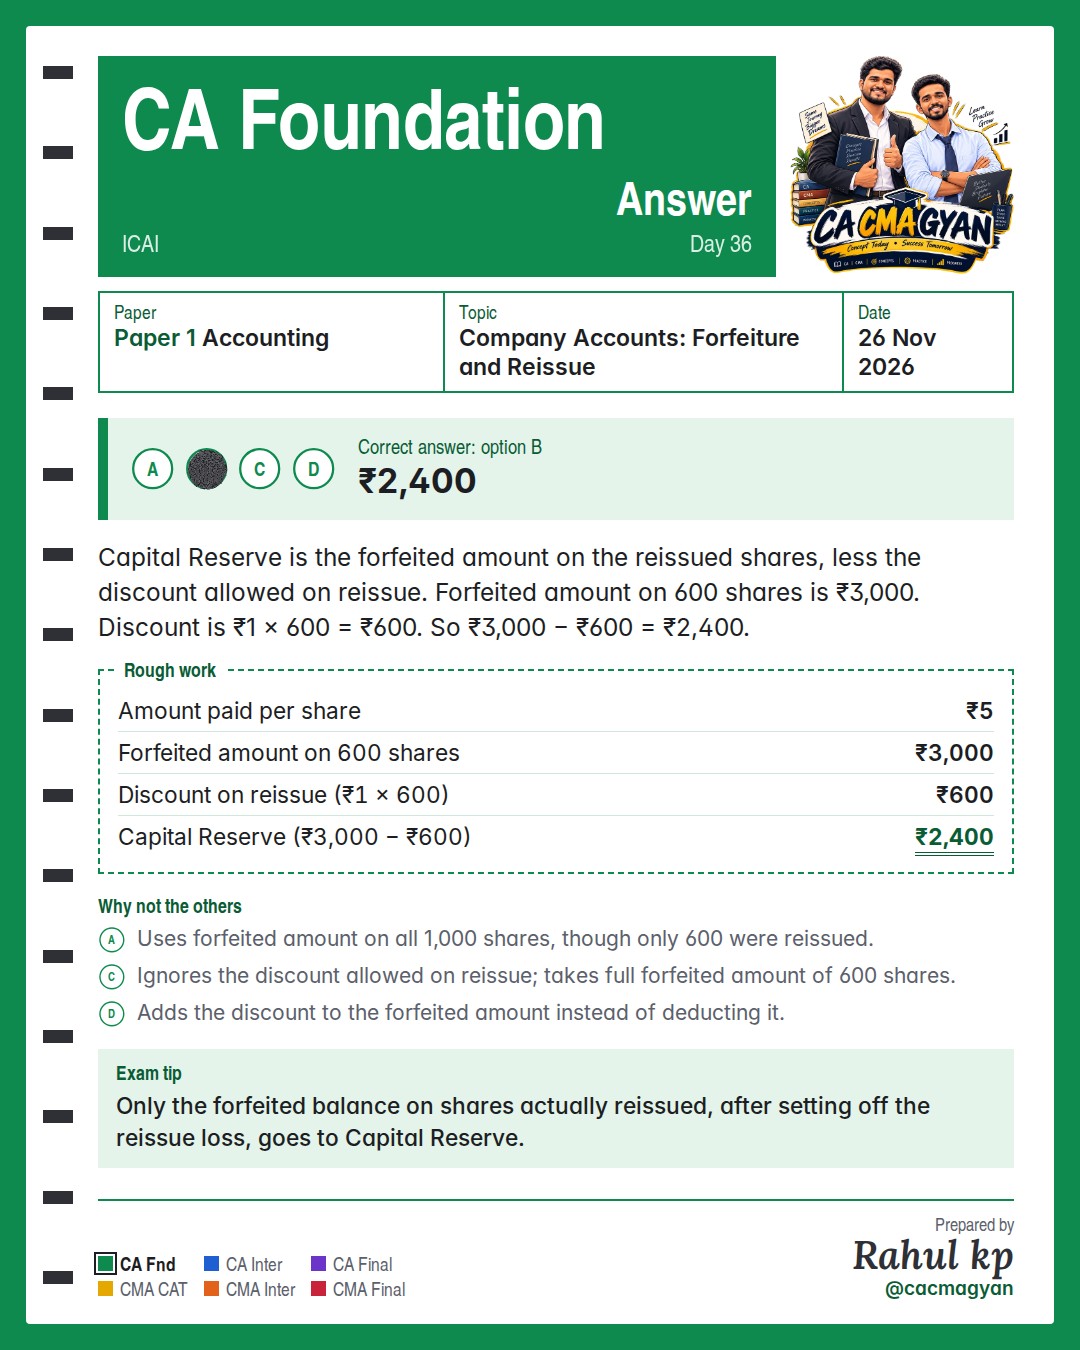 CA Foundation
Answer
ICAI
Day 36
Learn
Practice
Grow
CA CMA GYAN
Concept Today • Success Tomorrow
Paper
Paper 1 Accounting
Topic
Company Accounts: Forfeiture
and Reissue
Date
26 Nov
2026
A
C
D
Correct answer: option B
₹2,400
Capital Reserve is the forfeited amount on the reissued shares, less the
discount allowed on reissue. Forfeited amount on 600 shares is ₹3,000.
Discount is ₹1 × 600 = ₹600. So ₹3,000 − ₹600 = ₹2,400.
Rough work
Amount paid per share ₹5
Forfeited amount on 600 shares ₹3,000
Discount on reissue (₹1 × 600) ₹600
Capital Reserve (₹3,000 − ₹600) ₹2,400
Why not the others
A Uses forfeited amount on all 1,000 shares, though only 600 were reissued.
C Ignores the discount allowed on reissue; takes full forfeited amount of 600 shares.
D Adds the discount to the forfeited amount instead of deducting it.
Exam tip
Only the forfeited balance on shares actually reissued, after setting off the
reissue loss, goes to Capital Reserve.
Prepared by
Rahul kp
@cacmagyan
CA Fnd CA Inter CA Final
CMA CAT CMA Inter CMA Final